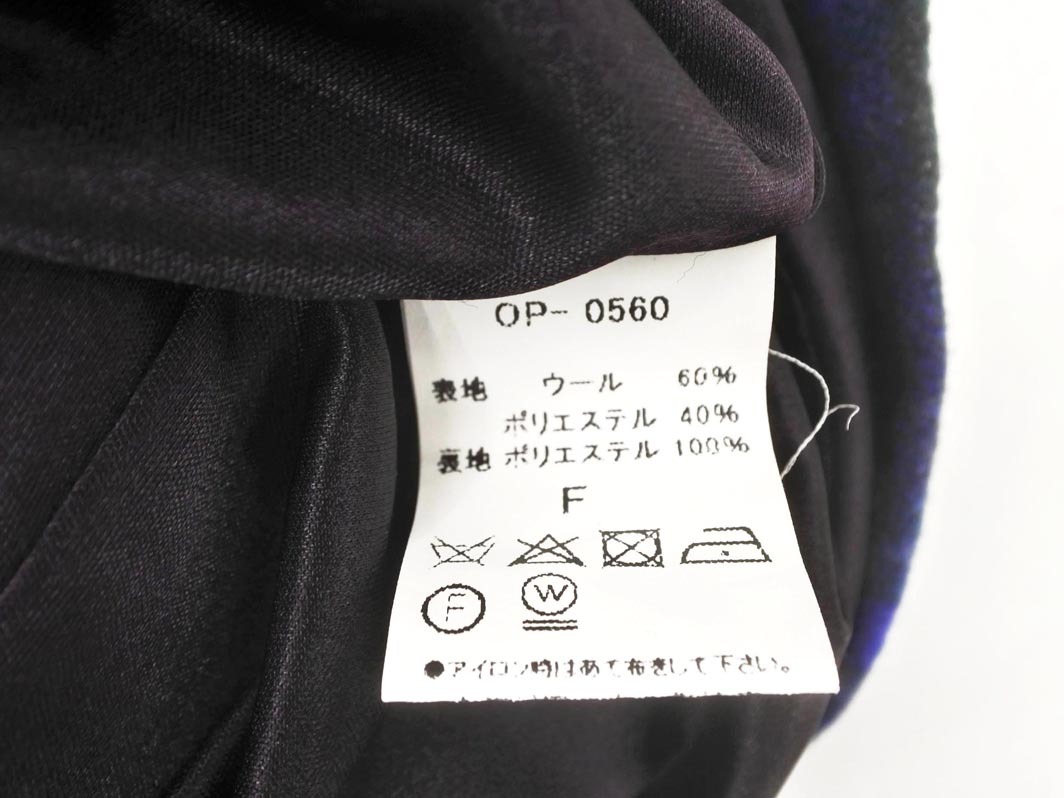 OP- 0560
表地 ウール 60%
ポリエステル 40%
裏地 ポリエステル 100%
F
F W
●アイロン時はあて布をして下さい。